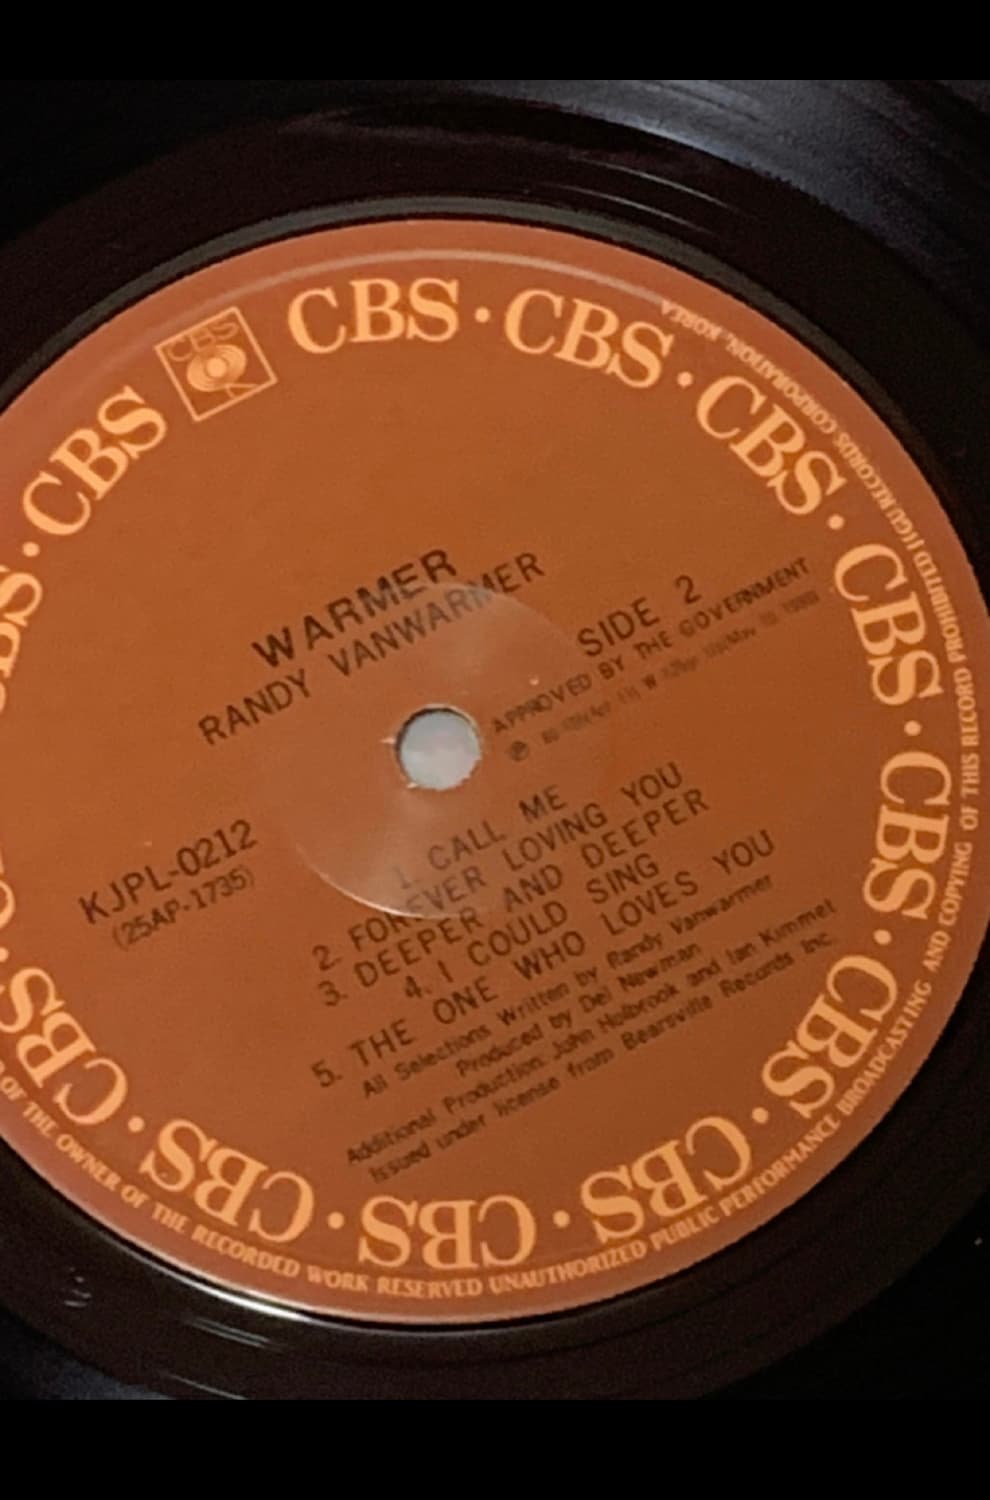 CBS
CBS · CBS · CBS · CBS · CBS · CBS · CBS · CBS · CBS · CBS
CBS
WARMER
RANDY VANWARMER
SIDE 2
APPROVED BY THE GOVERNMENT
KJPL-0212
(25AP-1735)
1. CALL ME
2. FOREVER LOVING YOU
3. DEEPER AND DEEPER
4. I COULD SING
5. THE ONE WHO LOVES YOU
All Selections Written by Randy Vanwarmer
Produced by Del Newman
Additional Production: John Holbrook and Ian Kimmet
Issued under license from Bearsville Records Inc.
OF THE OWNER OF THE RECORDED WORK RESERVED UNAUTHORIZED PUBLIC PERFORMANCE BROADCASTING AND COPYING OF THIS RECORD PROHIBITED JIGU RECORDS CORPORATION, KOREA